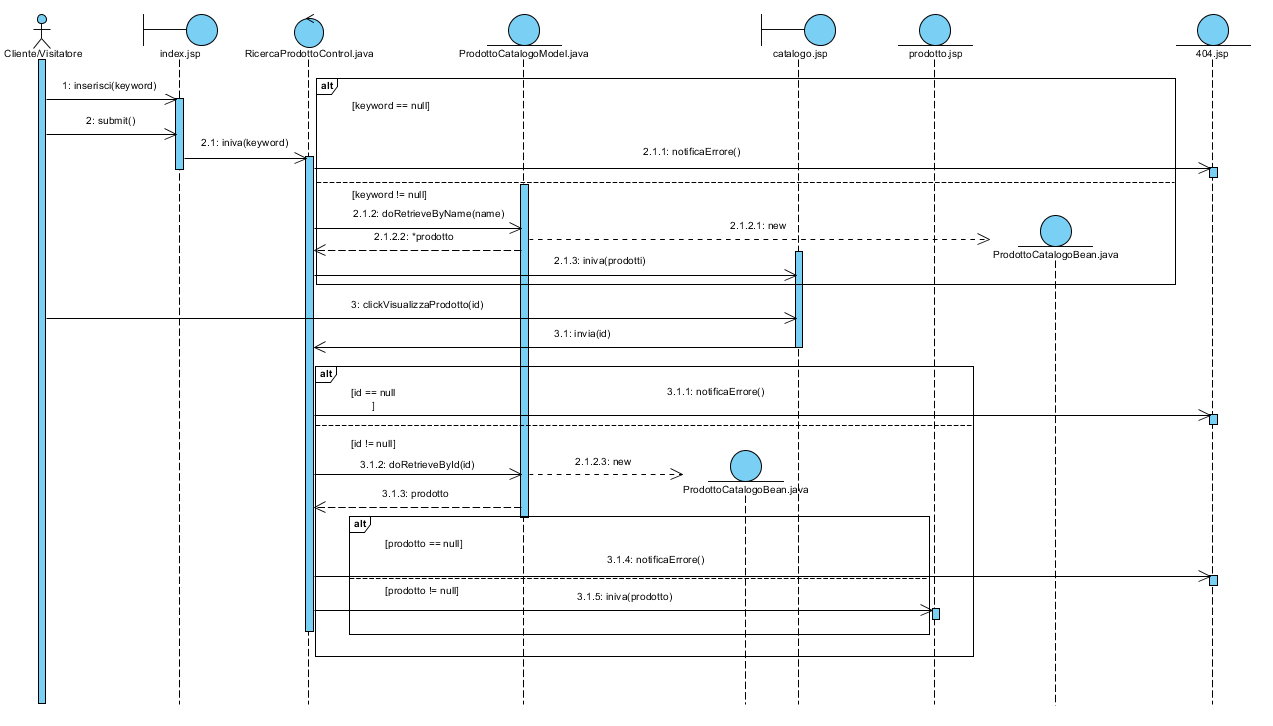 Cliente/Visitatore
index.jsp
RicercaProdottoControl.java
ProdottoCatalogoModel.java
catalogo.jsp
prodotto.jsp
404.jsp
alt
1: inserisci(keyword)
[keyword == null]
2: submit()
2.1: iniva(keyword)
2.1.1: notificaErrore()
[keyword != null]
2.1.2: doRetrieveByName(name)
2.1.2.1: new
2.1.2.2: *prodotto
ProdottoCatalogoBean.java
2.1.3: iniva(prodotti)
3: clickVisualizzaProdotto(id)
3.1: invia(id)
alt
[id == null
]
3.1.1: notificaErrore()
[id != null]
3.1.2: doRetrieveById(id)
2.1.2.3: new
ProdottoCatalogoBean.java
3.1.3: prodotto
alt
[prodotto == null]
3.1.4: notificaErrore()
[prodotto != null]
3.1.5: iniva(prodotto)